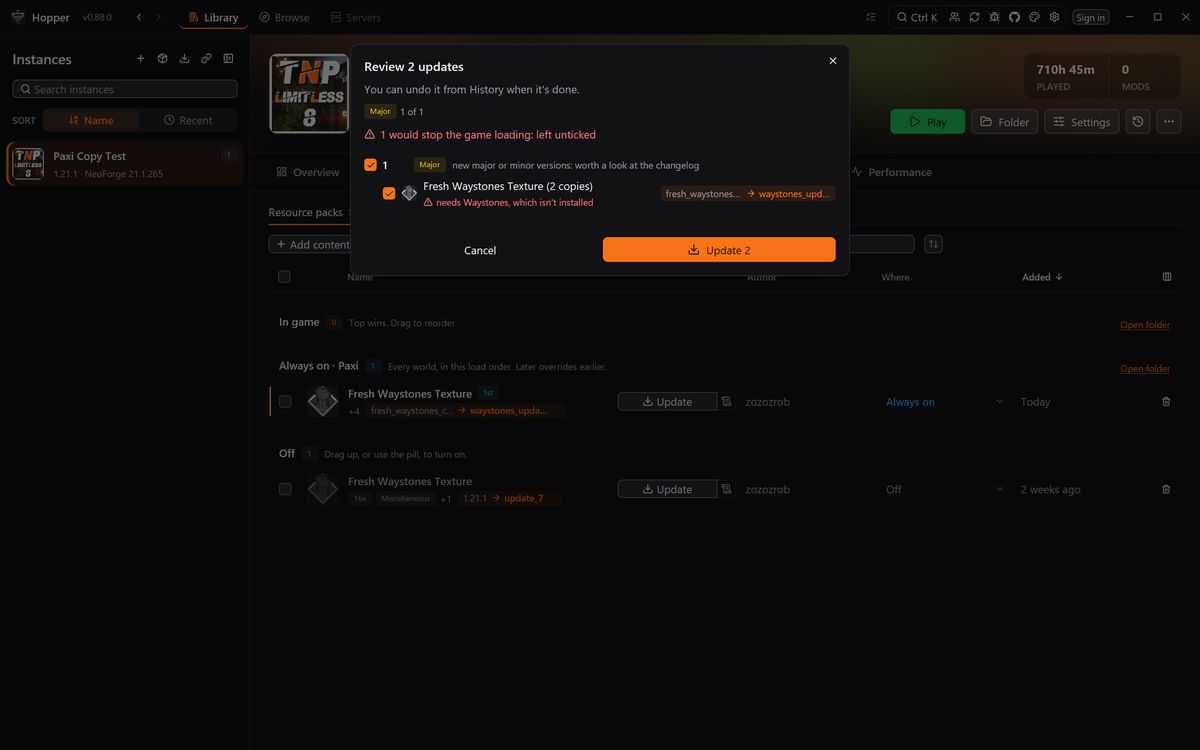 Hopper v0.88.0 Library Browse Servers Ctrl K Sign in
Instances
Search instances
SORT Name Recent
TNP LIMITLESS 8 Paxi Copy Test 1
1.21.1 · NeoForge 21.1.265
TNP
LIMITLESS
8
710h 45m 0
PLAYED MODS
Play Folder Settings
Overview Performance
Resource packs
Add content
Review 2 updates
You can undo it from History when it's done.
Major 1 of 1
1 would stop the game loading: left unticked
1 Major new major or minor versions: worth a look at the changelog
Fresh Waystones Texture (2 copies) fresh_waystones... → waystones_upd...
needs Waystones, which isn't installed
Cancel Update 2
Name Author Where Added
In game 0 Top wins. Drag to reorder. Open folder
Always on · Paxi 1 Every world, in this load order. Later overrides earlier. Open folder
Fresh Waystones Texture 1st
+4 fresh_waystones_c... → waystones_upda...
Update zozozrob Always on Today
Off 1 Drag up, or use the pill, to turn on.
Fresh Waystones Texture
16x Miscellaneous +1 1.21.1 → update_7
Update zozozrob Off 2 weeks ago